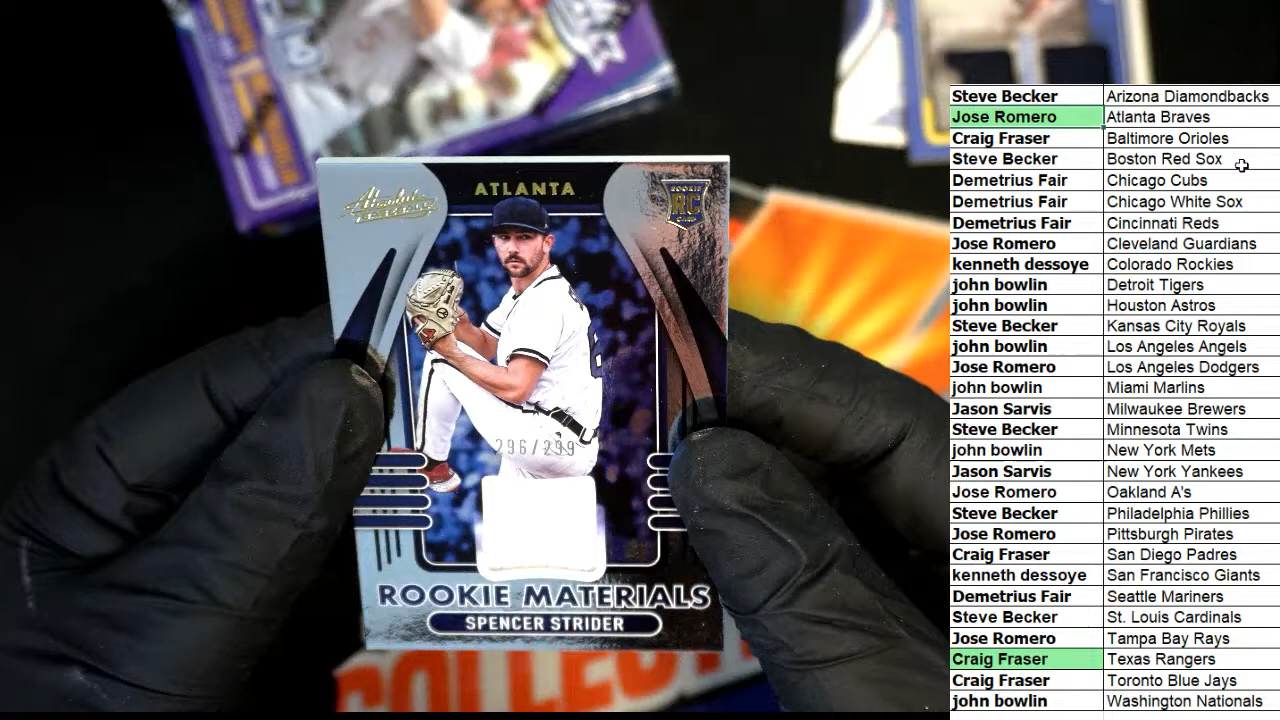 Absolute
BASEBALL
ATLANTA
ROOKIE
RC
CARD
296/299
ROOKIE MATERIALS
SPENCER STRIDER
COLLECT
Steve Becker Arizona Diamondbacks
Jose Romero Atlanta Braves
Craig Fraser Baltimore Orioles
Steve Becker Boston Red Sox
Demetrius Fair Chicago Cubs
Demetrius Fair Chicago White Sox
Demetrius Fair Cincinnati Reds
Jose Romero Cleveland Guardians
kenneth dessoye Colorado Rockies
john bowlin Detroit Tigers
john bowlin Houston Astros
Steve Becker Kansas City Royals
john bowlin Los Angeles Angels
Jose Romero Los Angeles Dodgers
john bowlin Miami Marlins
Jason Sarvis Milwaukee Brewers
Steve Becker Minnesota Twins
john bowlin New York Mets
Jason Sarvis New York Yankees
Jose Romero Oakland A's
Steve Becker Philadelphia Phillies
Jose Romero Pittsburgh Pirates
Craig Fraser San Diego Padres
kenneth dessoye San Francisco Giants
Demetrius Fair Seattle Mariners
Steve Becker St. Louis Cardinals
Jose Romero Tampa Bay Rays
Craig Fraser Texas Rangers
Craig Fraser Toronto Blue Jays
john bowlin Washington Nationals